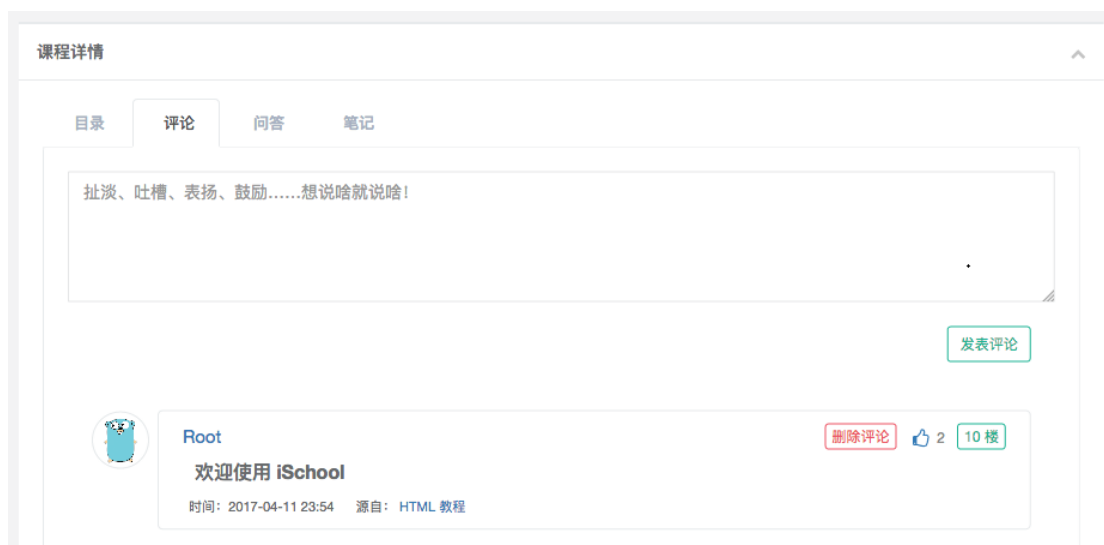 课程详情
目录 评论 问答 笔记
扯淡、吐槽、表扬、鼓励……想说啥就说啥！
发表评论
Root 删除评论 2 10 楼
欢迎使用 iSchool
时间：2017-04-11 23:54 源自： HTML 教程